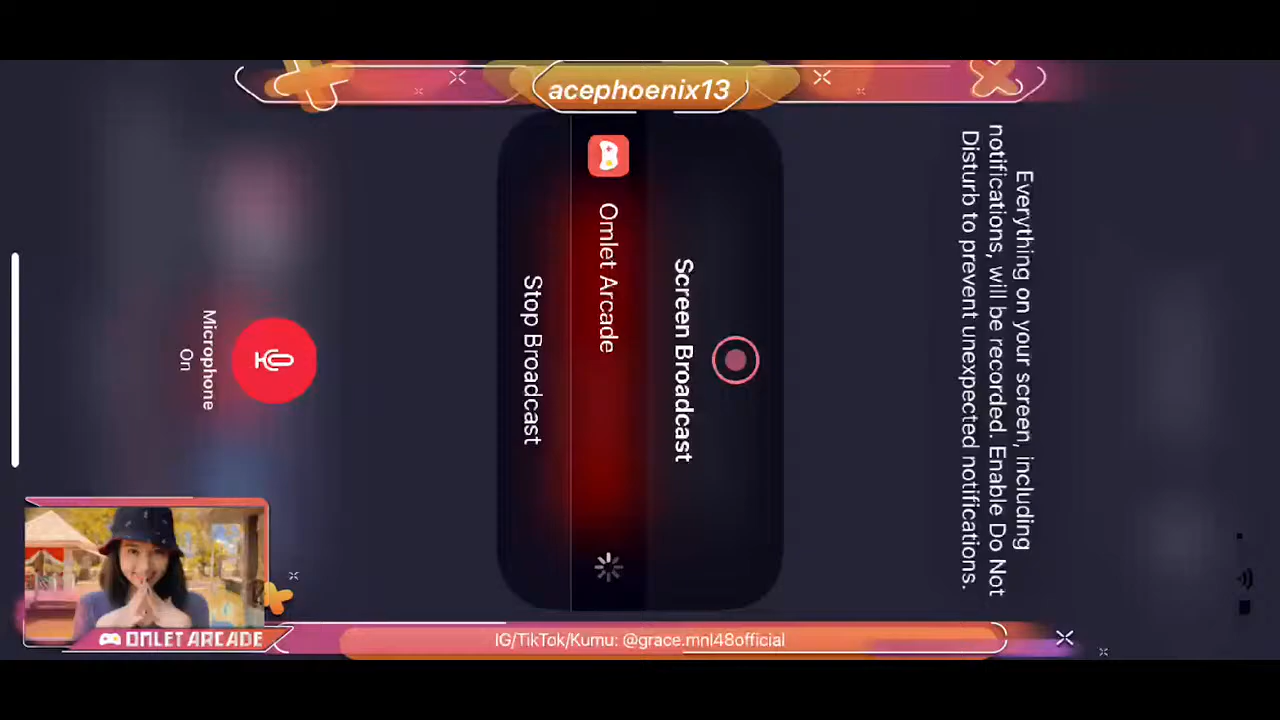 acephoenix13
Everything on your screen, including
notifications, will be recorded. Enable Do Not
Disturb to prevent unexpected notifications.
Screen Broadcast
Omlet Arcade
Stop Broadcast
Microphone
On
OMLET ARCADE
IG/TikTok/Kumu: @grace.mnl48official